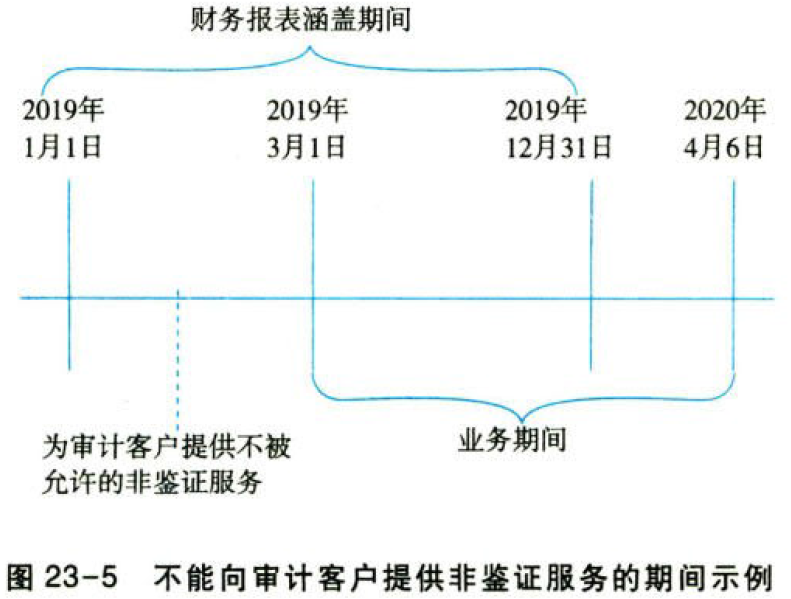 财务报表涵盖期间
2019年
1月1日
2019年
3月1日
2019年
12月31日
2020年
4月6日
为审计客户提供不被
允许的非鉴证服务
业务期间
图 23-5 不能向审计客户提供非鉴证服务的期间示例